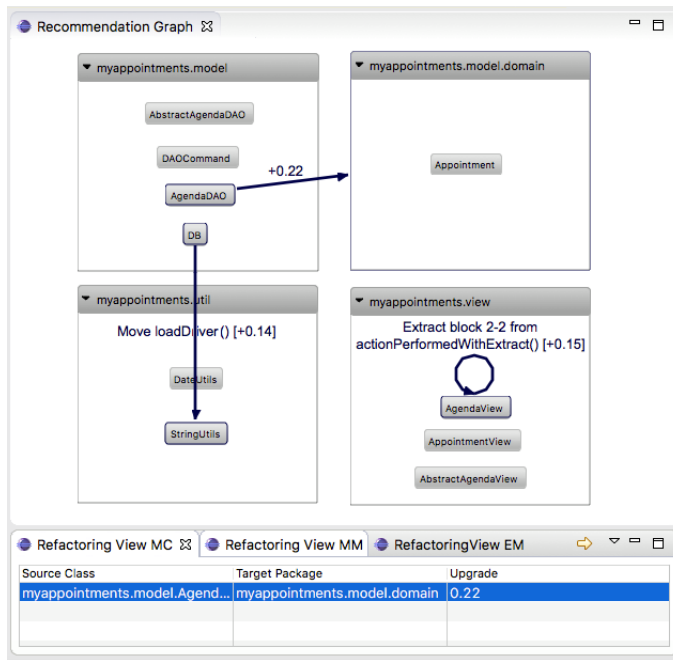 Recommendation Graph
myappointments.model
AbstractAgendaDAO
DAOCommand
+0.22
AgendaDAO
DB
myappointments.model.domain
Appointment
myappointments.util
Move loadDriver() [+0.14]
DateUtils
StringUtils
myappointments.view
Extract block 2-2 from
actionPerformedWithExtract() [+0.15]
AgendaView
AppointmentView
AbstractAgendaView
Refactoring View MC Refactoring View MM RefactoringView EM
Source Class Target Package Upgrade
myappointments.model.Agend... myappointments.model.domain 0.22